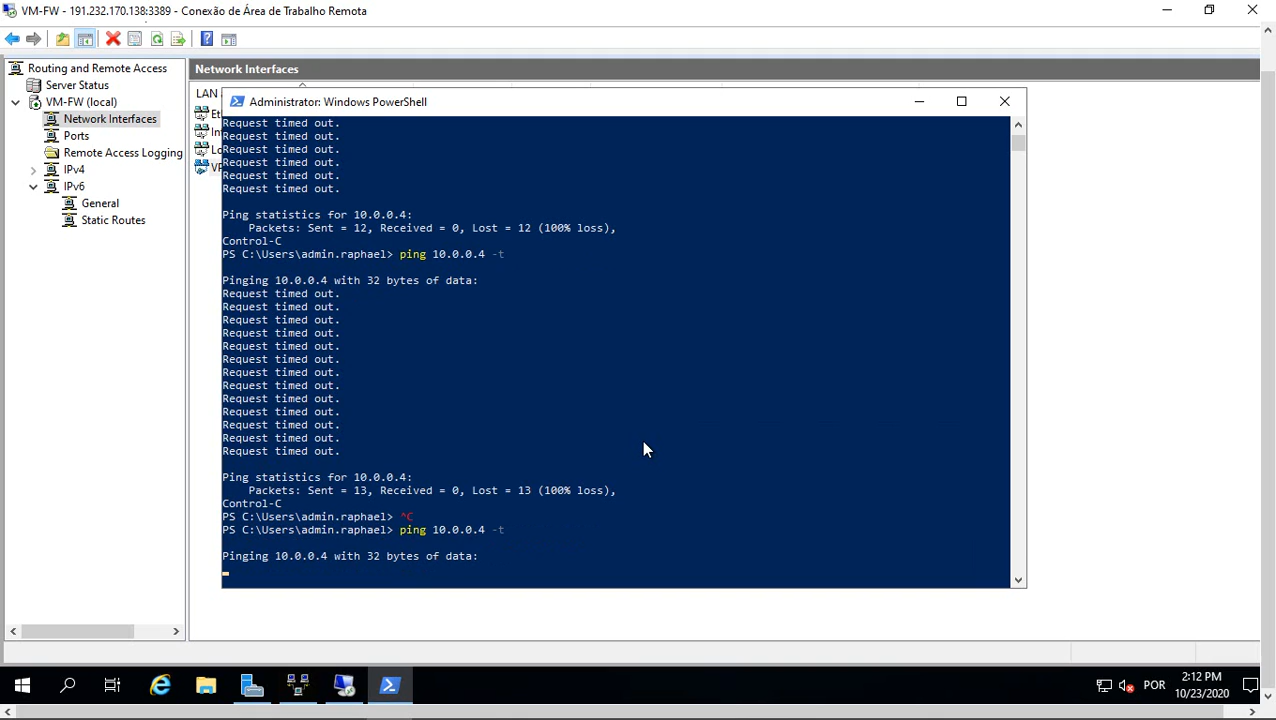 VM-FW - 191.232.170.138:3389 - Conexão de Área de Trabalho Remota
Routing and Remote Access
Server Status
VM-FW (local)
Network Interfaces
Ports
Remote Access Logging
IPv4
IPv6
General
Static Routes
Network Interfaces
LAN
Administrator: Windows PowerShell
Request timed out.
Request timed out.
Request timed out.
Request timed out.
Request timed out.
Request timed out.
Ping statistics for 10.0.0.4:
Packets: Sent = 12, Received = 0, Lost = 12 (100% loss),
Control-C
PS C:\Users\admin.raphael> ping 10.0.0.4 -t
Pinging 10.0.0.4 with 32 bytes of data:
Request timed out.
Request timed out.
Request timed out.
Request timed out.
Request timed out.
Request timed out.
Request timed out.
Request timed out.
Request timed out.
Request timed out.
Request timed out.
Request timed out.
Request timed out.
Ping statistics for 10.0.0.4:
Packets: Sent = 13, Received = 0, Lost = 13 (100% loss),
Control-C
PS C:\Users\admin.raphael> ^C
PS C:\Users\admin.raphael> ping 10.0.0.4 -t
Pinging 10.0.0.4 with 32 bytes of data:
POR
2:12 PM
10/23/2020